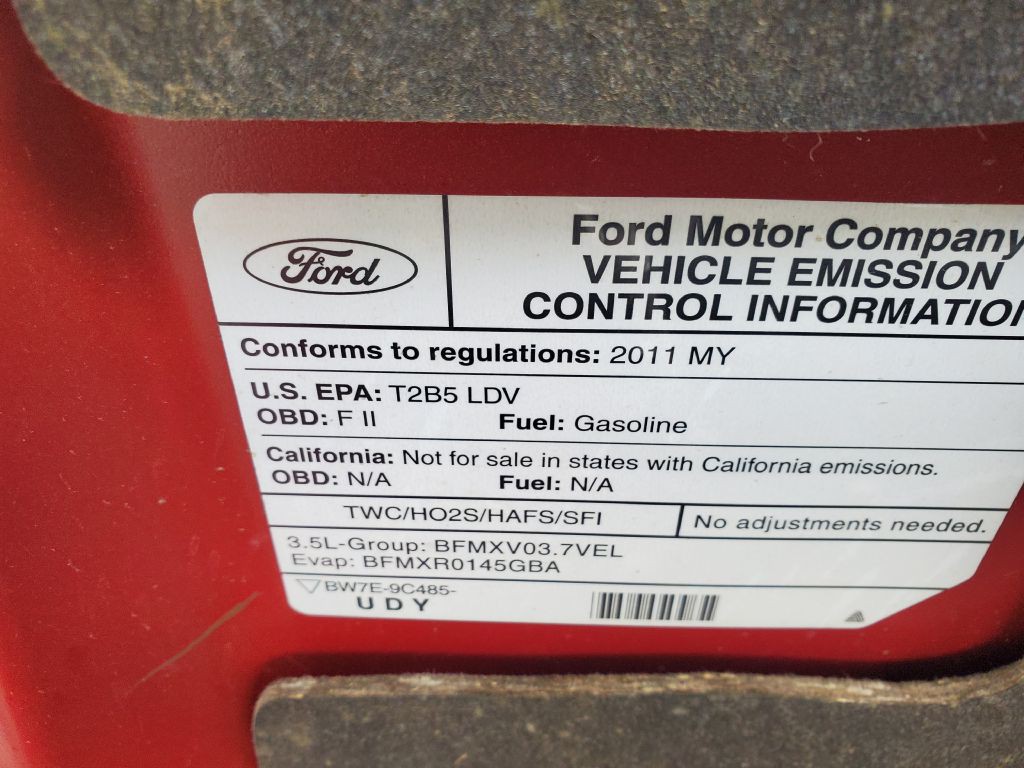 Ford
Ford Motor Company
VEHICLE EMISSION
CONTROL INFORMATION
Conforms to regulations: 2011 MY
U.S. EPA: T2B5 LDV
OBD: F II Fuel: Gasoline
California: Not for sale in states with California emissions.
OBD: N/A Fuel: N/A
TWC/HO2S/HAFS/SFI No adjustments needed.
3.5L-Group: BFMXV03.7VEL
Evap: BFMXR0145GBA
BW7E-9C485-
UDY